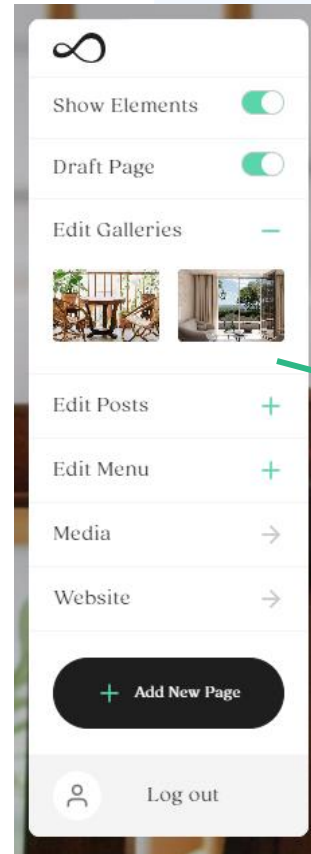 Show Elements
Draft Page
Edit Galleries
Edit Posts
Edit Menu
Media
Website
Add New Page
Log out